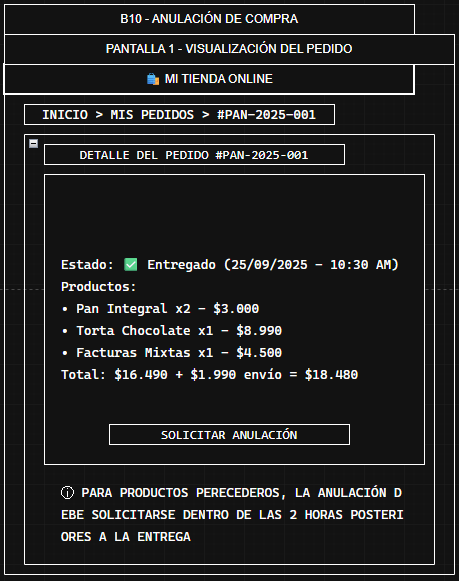 B10 - ANULACIÓN DE COMPRA
PANTALLA 1 - VISUALIZACIÓN DEL PEDIDO
🛍️ MI TIENDA ONLINE
INICIO > MIS PEDIDOS > #PAN-2025-001
DETALLE DEL PEDIDO #PAN-2025-001
Estado: ✅ Entregado (25/09/2025 - 10:30 AM)
Productos:
• Pan Integral x2 - $3.000
• Torta Chocolate x1 - $8.990
• Facturas Mixtas x1 - $4.500
Total: $16.490 + $1.990 envío = $18.480
SOLICITAR ANULACIÓN
ⓘ PARA PRODUCTOS PERECEDEROS, LA ANULACIÓN D
EBE SOLICITARSE DENTRO DE LAS 2 HORAS POSTERI
ORES A LA ENTREGA